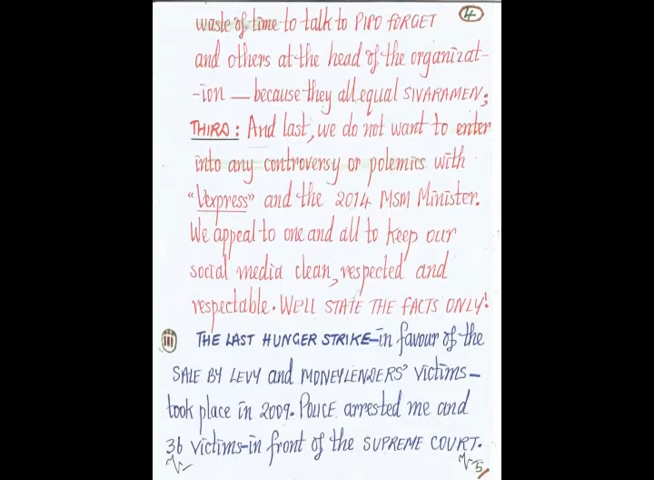 4
waste of time to talk to PIPO FORGET
and others at the head of the organizat-
-ion — because they all equal SIVARAMEN;
THIRD: And last, we do not want to enter
into any controversy or polemics with
"Lexpress" and the 2014 MSM Minister.
We appeal to one and all to keep our
social media clean, respected and
respectable. WE'LL STATE THE FACTS ONLY!
iii THE LAST HUNGER STRIKE-in favour of the
SALE BY LEVY and MONEYLENDERS' victims-
took place in 2009. POLICE arrested me and
36 victims-in front of the SUPREME COURT.
5